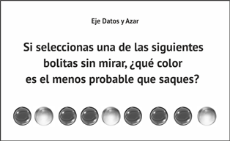 Eje Datos y Azar
Si seleccionas una de las siguientes
bolitas sin mirar, ¿qué color
es el menos probable que saques?